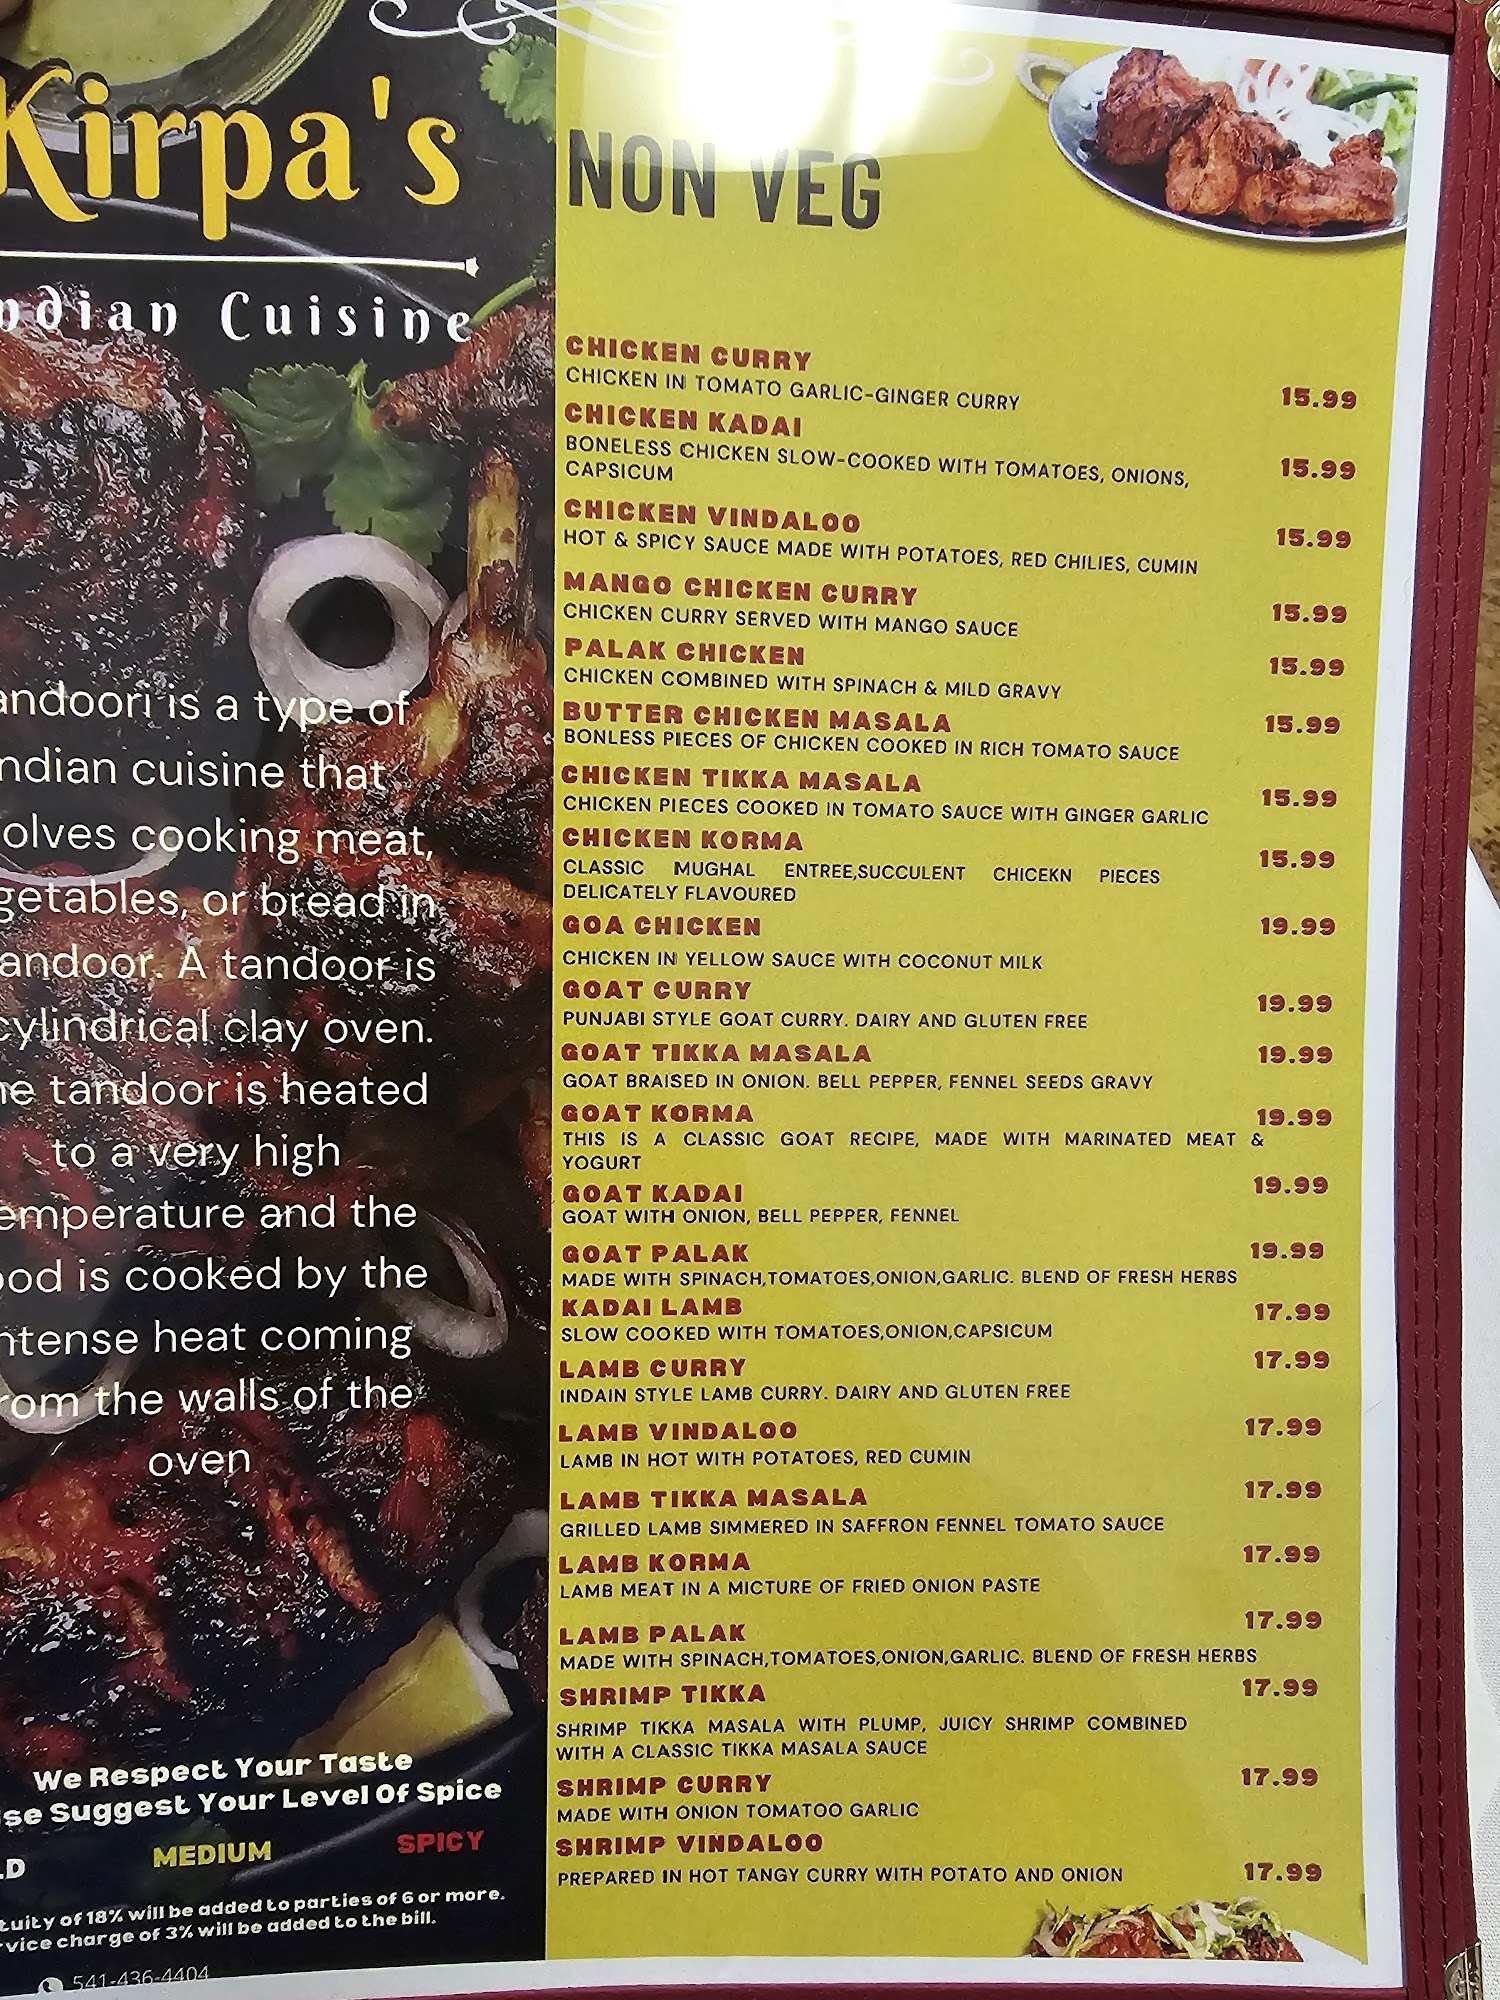 Kirpa's
ndian Cuisine
andoori is a type of
ndian cuisine that
olves cooking meat,
getables, or bread in
andoor. A tandoor is
cylindrical clay oven.
he tandoor is heated
to a very high
emperature and the
ood is cooked by the
ntense heat coming
rom the walls of the
oven
We Respect Your Taste
se Suggest Your Level Of Spice
LD MEDIUM SPICY
tuity of 18% will be added to parties of 6 or more.
rvice charge of 3% will be added to the bill.
541-436-4404
NON VEG
CHICKEN CURRY
CHICKEN IN TOMATO GARLIC-GINGER CURRY 15.99
CHICKEN KADAI
BONELESS CHICKEN SLOW-COOKED WITH TOMATOES, ONIONS, 15.99
CAPSICUM
CHICKEN VINDALOO 15.99
HOT & SPICY SAUCE MADE WITH POTATOES, RED CHILIES, CUMIN
MANGO CHICKEN CURRY 15.99
CHICKEN CURRY SERVED WITH MANGO SAUCE
PALAK CHICKEN 15.99
CHICKEN COMBINED WITH SPINACH & MILD GRAVY
BUTTER CHICKEN MASALA 15.99
BONLESS PIECES OF CHICKEN COOKED IN RICH TOMATO SAUCE
CHICKEN TIKKA MASALA 15.99
CHICKEN PIECES COOKED IN TOMATO SAUCE WITH GINGER GARLIC
CHICKEN KORMA 15.99
CLASSIC MUGHAL ENTREE,SUCCULENT CHICEKN PIECES
DELICATELY FLAVOURED
GOA CHICKEN 19.99
CHICKEN IN YELLOW SAUCE WITH COCONUT MILK
GOAT CURRY 19.99
PUNJABI STYLE GOAT CURRY. DAIRY AND GLUTEN FREE
GOAT TIKKA MASALA 19.99
GOAT BRAISED IN ONION. BELL PEPPER, FENNEL SEEDS GRAVY
GOAT KORMA 19.99
THIS IS A CLASSIC GOAT RECIPE, MADE WITH MARINATED MEAT &
YOGURT
GOAT KADAI 19.99
GOAT WITH ONION, BELL PEPPER, FENNEL
GOAT PALAK 19.99
MADE WITH SPINACH,TOMATOES,ONION,GARLIC. BLEND OF FRESH HERBS
KADAI LAMB 17.99
SLOW COOKED WITH TOMATOES,ONION,CAPSICUM
LAMB CURRY 17.99
INDAIN STYLE LAMB CURRY. DAIRY AND GLUTEN FREE
LAMB VINDALOO 17.99
LAMB IN HOT WITH POTATOES, RED CUMIN
LAMB TIKKA MASALA 17.99
GRILLED LAMB SIMMERED IN SAFFRON FENNEL TOMATO SAUCE
LAMB KORMA 17.99
LAMB MEAT IN A MICTURE OF FRIED ONION PASTE
LAMB PALAK 17.99
MADE WITH SPINACH,TOMATOES,ONION,GARLIC. BLEND OF FRESH HERBS
SHRIMP TIKKA 17.99
SHRIMP TIKKA MASALA WITH PLUMP, JUICY SHRIMP COMBINED
WITH A CLASSIC TIKKA MASALA SAUCE
SHRIMP CURRY 17.99
MADE WITH ONION TOMATOO GARLIC
SHRIMP VINDALOO
PREPARED IN HOT TANGY CURRY WITH POTATO AND ONION 17.99